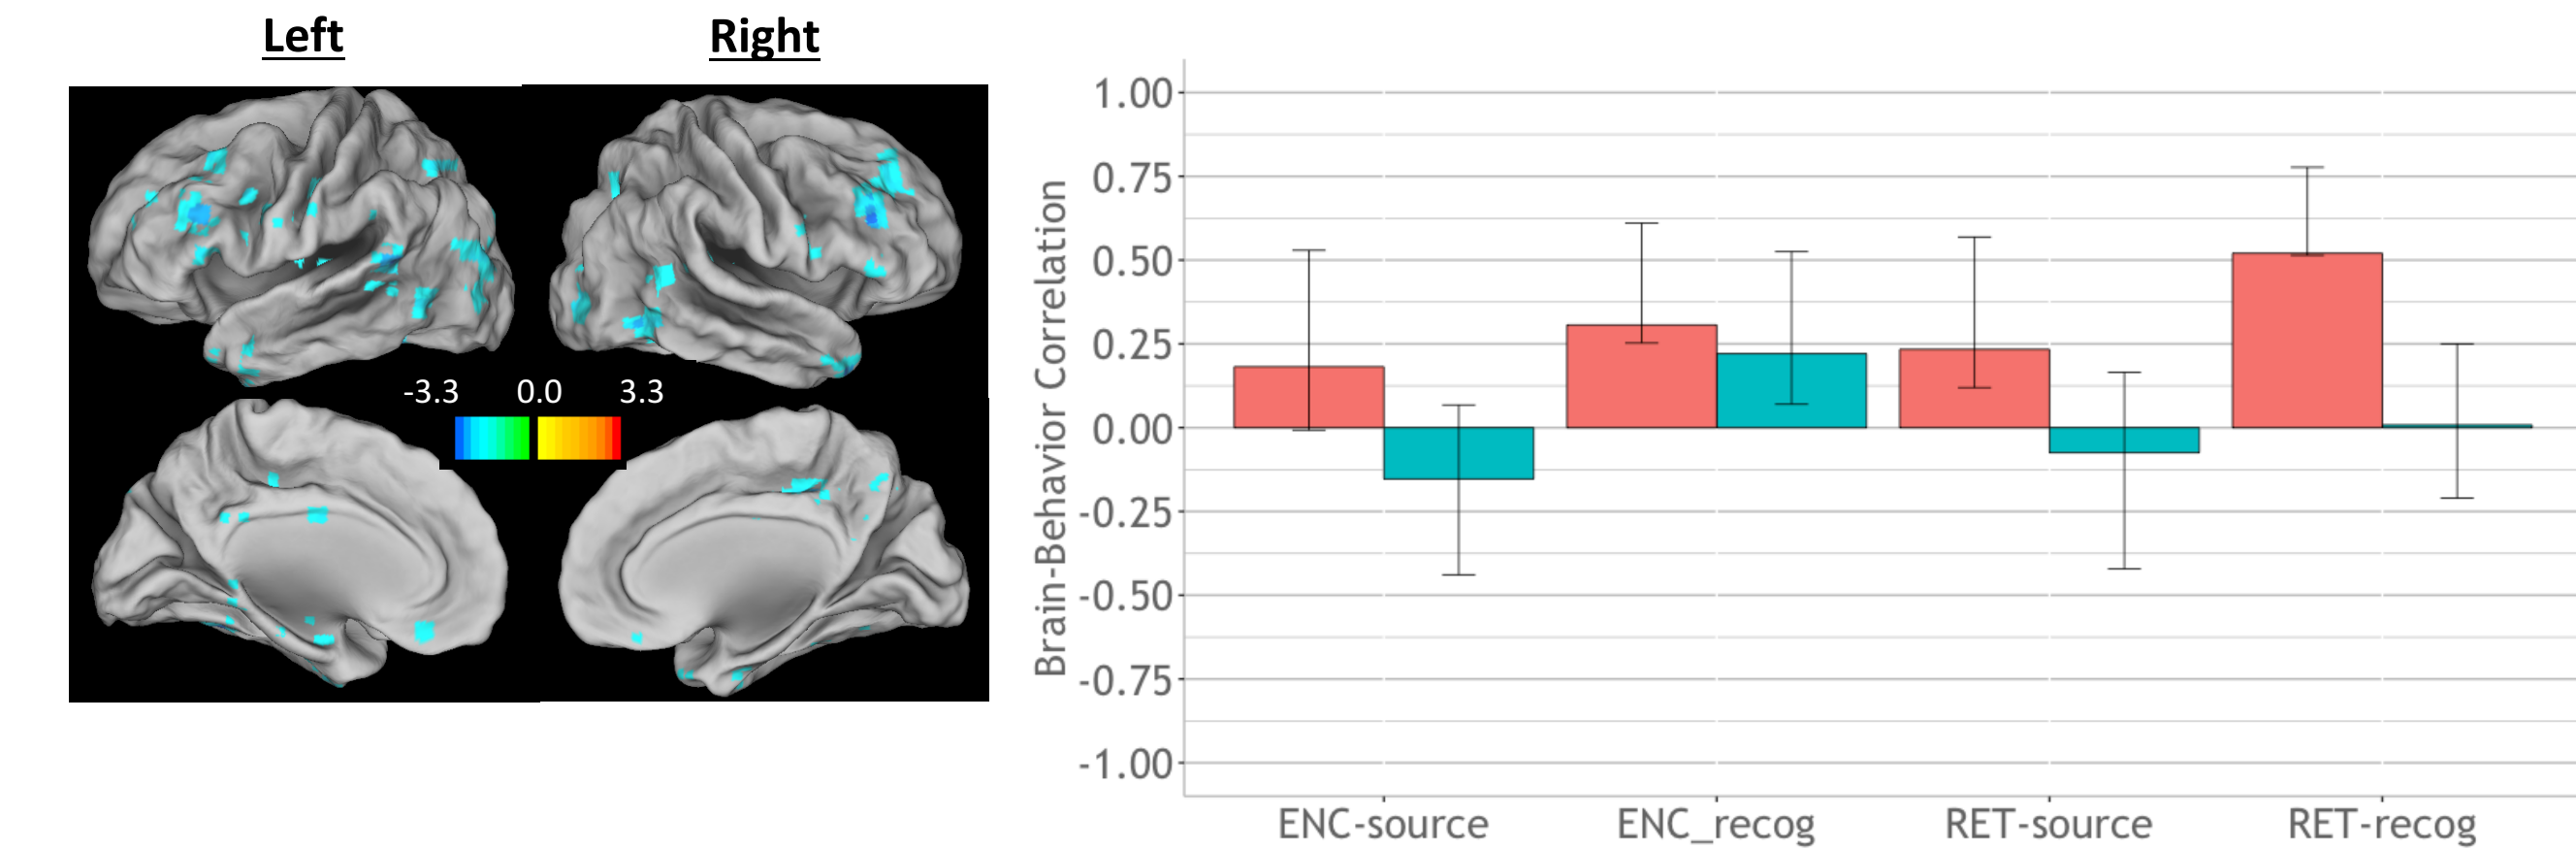 Left Right
-3.3 0.0 3.3
Brain-Behavior Correlation
1.00
0.75
0.50
0.25
0.00
-0.25
-0.50
-0.75
-1.00
ENC-source ENC_recog RET-source RET-recog